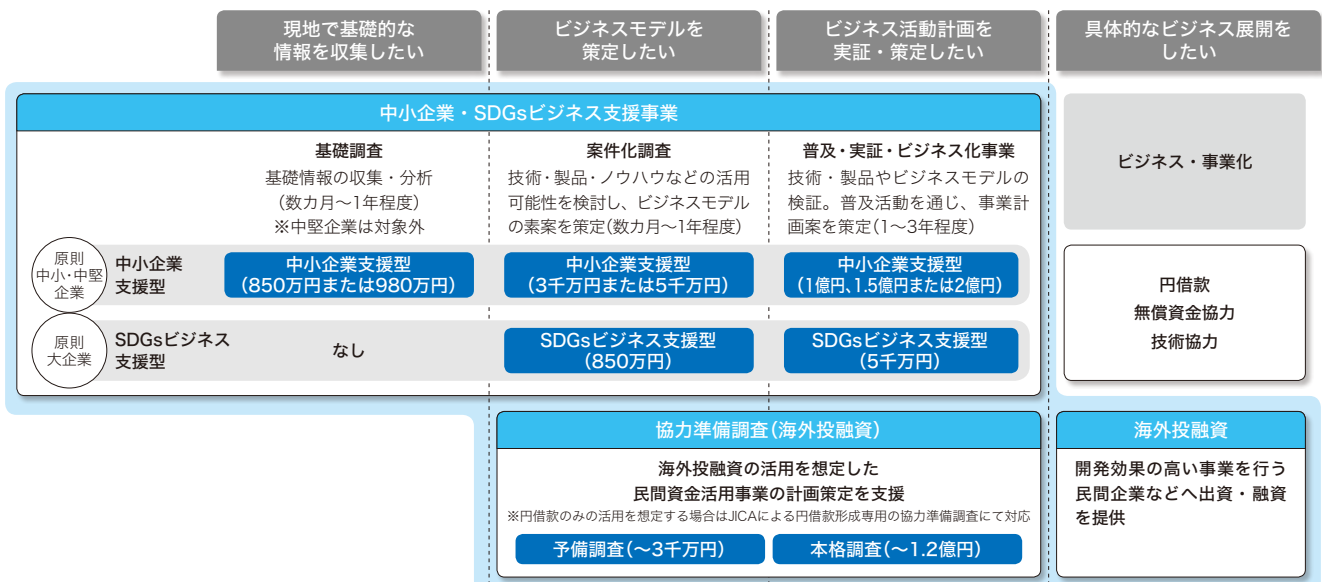 現地で基礎的な
情報を収集したい
ビジネスモデルを
策定したい
ビジネス活動計画を
実証・策定したい
具体的なビジネス展開を
したい
中小企業・SDGsビジネス支援事業
基礎調査
基礎情報の収集・分析
(数カ月〜1年程度)
※中堅企業は対象外
案件化調査
技術・製品・ノウハウなどの活用
可能性を検討し、ビジネスモデル
の素案を策定(数カ月〜1年程度)
普及・実証・ビジネス化事業
技術・製品やビジネスモデルの
検証。普及活動を通じ、事業計
画案を策定(1〜3年程度)
ビジネス・事業化
原則
中小・中堅
企業
中小企業
支援型
中小企業支援型
(850万円または980万円)
中小企業支援型
(3千万円または5千万円)
中小企業支援型
(1億円、1.5億円または2億円)
原則
大企業
SDGsビジネス
支援型
なし
SDGsビジネス支援型
(850万円)
SDGsビジネス支援型
(5千万円)
円借款
無償資金協力
技術協力
協力準備調査(海外投融資)
海外投融資の活用を想定した
民間資金活用事業の計画策定を支援
※円借款のみの活用を想定する場合はJICAによる円借款形成専用の協力準備調査にて対応
予備調査(〜3千万円)
本格調査(〜1.2億円)
海外投融資
開発効果の高い事業を行う
民間企業などへ出資・融資
を提供